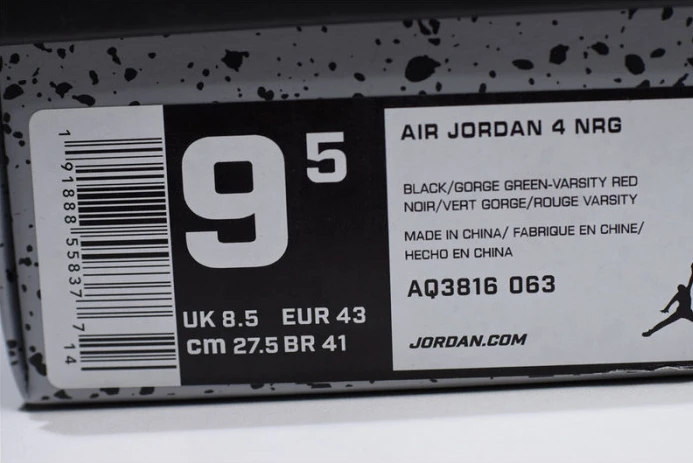 1 91888 55837 7 14
9 5
UK 8.5 EUR 43
cm 27.5 BR 41
AIR JORDAN 4 NRG
BLACK/GORGE GREEN-VARSITY RED
NOIR/VERT GORGE/ROUGE VARSITY
MADE IN CHINA/ FABRIQUE EN CHINE/
HECHO EN CHINA
AQ3816 063
JORDAN.COM